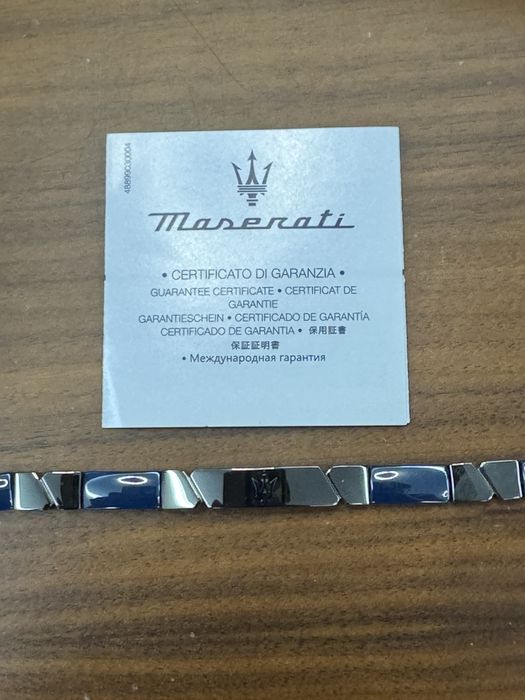 48899C30004
Maserati
• CERTIFICATO DI GARANZIA •
GUARANTEE CERTIFICATE • CERTIFICAT DE
GARANTIE
GARANTIESCHEIN • CERTIFICADO DE GARANTÍA
CERTIFICADO DE GARANTIA • 保用証書
保証証明書
• Международная гарантия